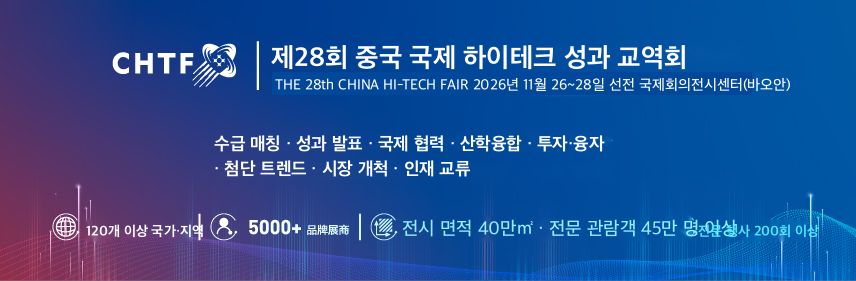 CHTF
제28회 중국 국제 하이테크 성과 교역회
THE 28th CHINA HI-TECH FAIR 2026년 11월 26~28일 선전 국제회의전시센터(바오안)
수급 매칭 · 성과 발표 · 국제 협력 · 산학융합 · 투자·융자
· 첨단 트렌드 · 시장 개척 · 인재 교류
120개 이상 국가·지역
5000+ 品牌展商
전시 면적 40만㎡ · 전문 관람객 45만 명 이상
행사 200회 이상